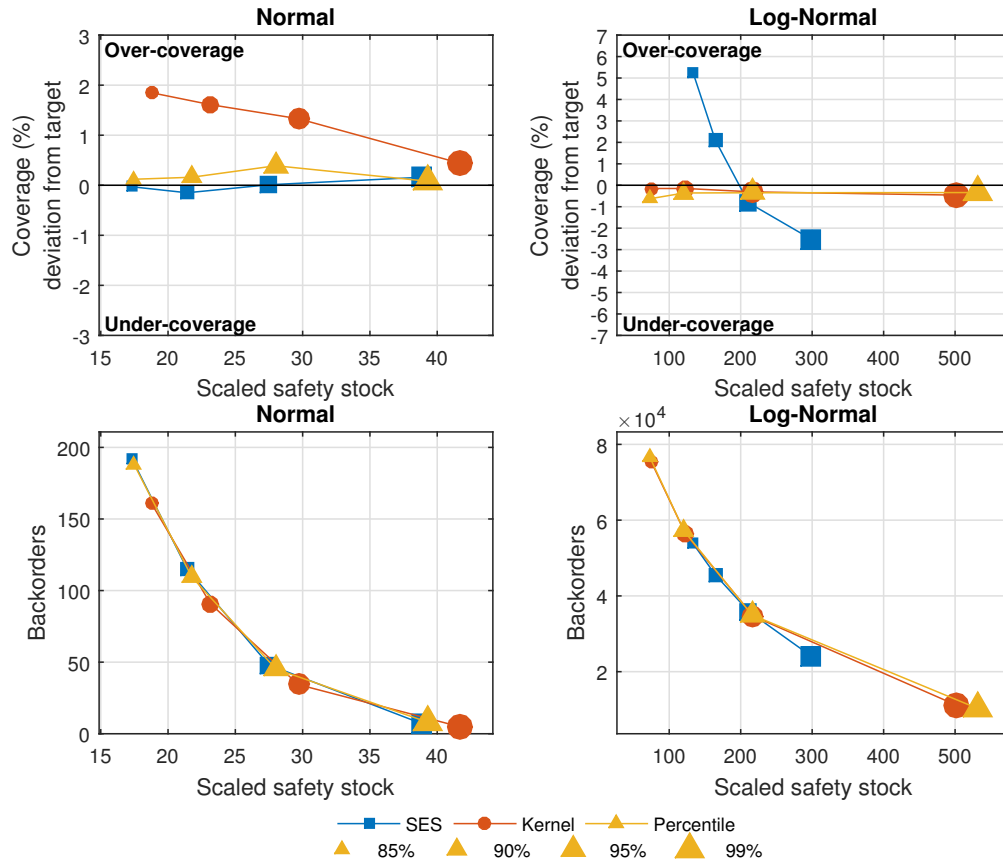 Normal
Over-coverage
3
2
1
0
-1
-2
-3
Under-coverage
15 20 25 30 35 40
Scaled safety stock
Coverage (%)
deviation from target
Log-Normal
Over-coverage
7
6
5
4
3
2
1
0
-1
-2
-3
-4
-5
-6
-7
Under-coverage
100 200 300 400 500
Scaled safety stock
Coverage (%)
deviation from target
Normal
200
150
100
50
0
15 20 25 30 35 40
Scaled safety stock
Backorders
Log-Normal
×10^4
8
6
4
2
100 200 300 400 500
Scaled safety stock
Backorders
SES Kernel Percentile
85% 90% 95% 99%